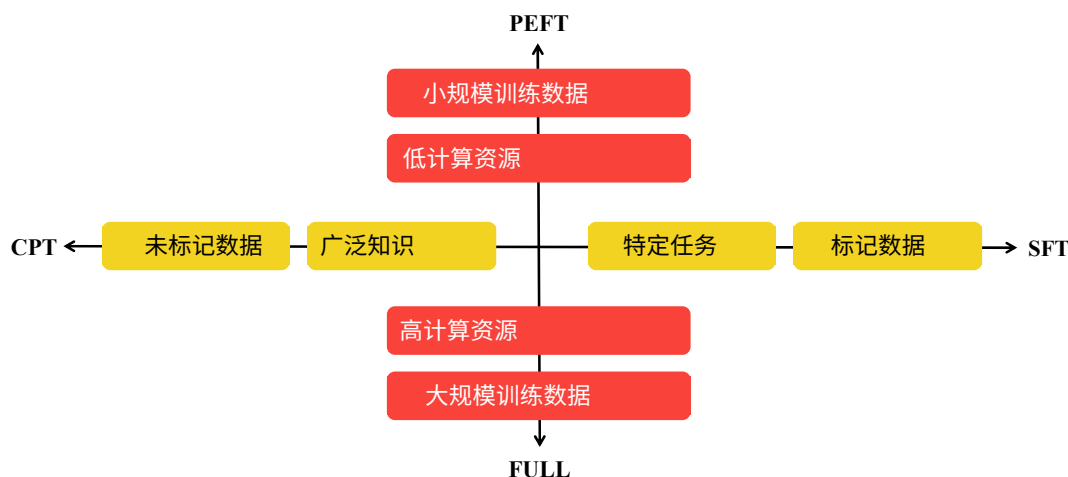 PEFT
小规模训练数据
低计算资源
CPT 未标记数据 广泛知识 特定任务 标记数据 SFT
高计算资源
大规模训练数据
FULL